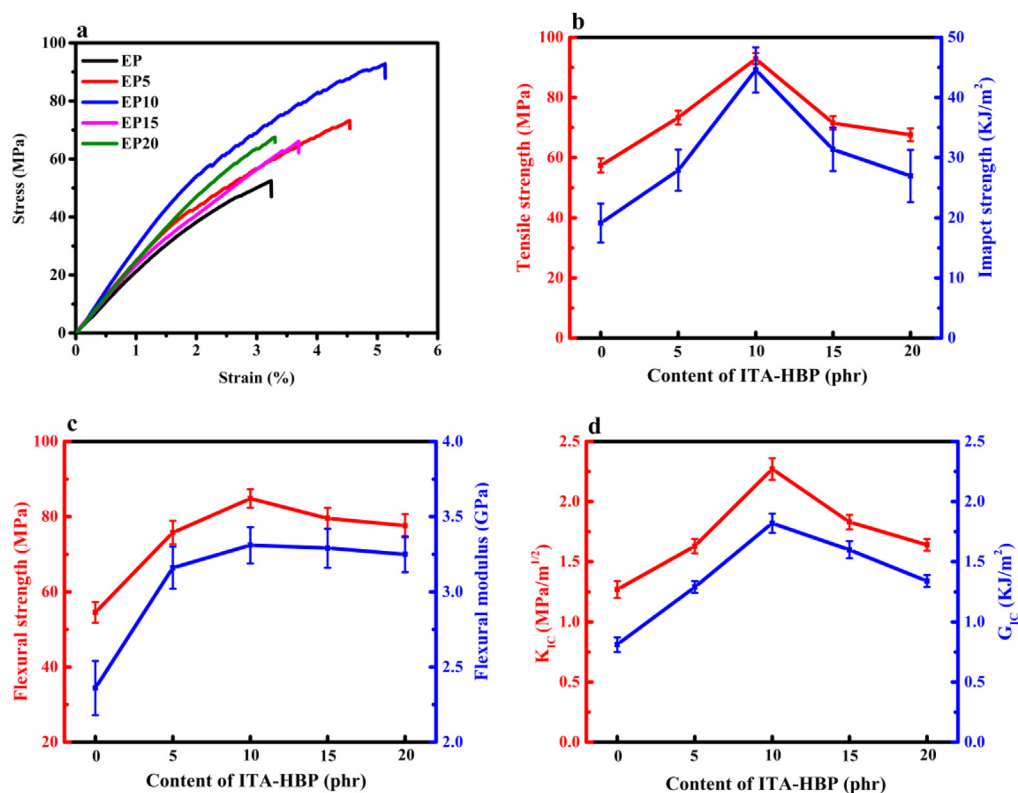 a
100
80
60
40
20
0
Stress (MPa)
EP
EP5
EP10
EP15
EP20
0 1 2 3 4 5 6
Strain (%)
b
100
80
60
40
20
0
Tensile strength (MPa)
50
40
30
20
10
0
Imapct strength (KJ/m²)
0 5 10 15 20
Content of ITA-HBP (phr)
c
100
80
60
40
20
Flexural strength (MPa)
4.0
3.5
3.0
2.5
2.0
Flexural modulus (GPa)
0 5 10 15 20
Content of ITA-HBP (phr)
d
2.5
2.0
1.5
1.0
0.5
0.0
K_IC (MPa/m^1/2)
2.5
2.0
1.5
1.0
0.5
0.0
G_IC (KJ/m²)
0 5 10 15 20
Content of ITA-HBP (phr)